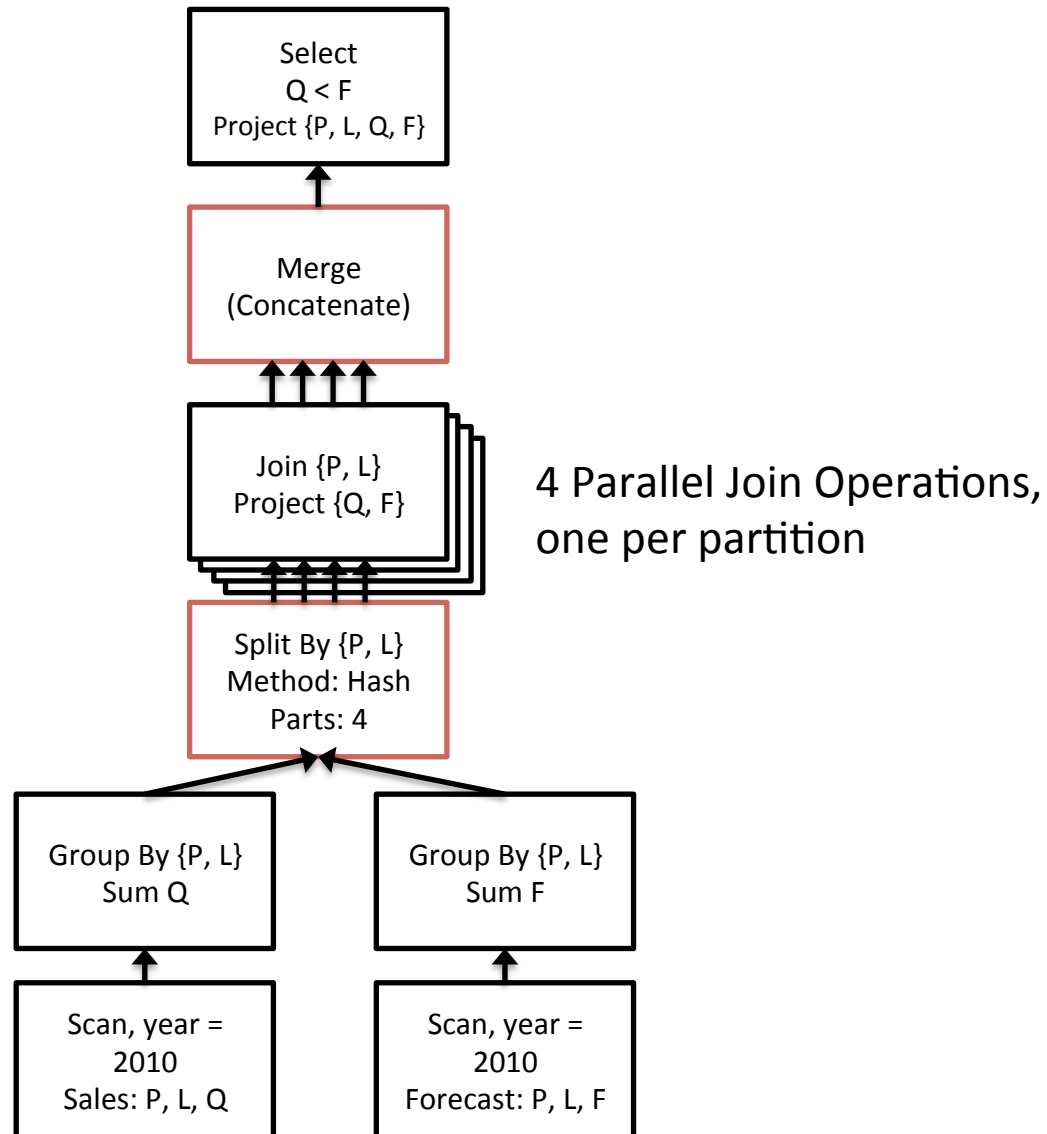 Select
Q < F
Project {P, L, Q, F}
Merge
(Concatenate)
Join {P, L}
Project {Q, F}
4 Parallel Join Operations,
one per partition
Split By {P, L}
Method: Hash
Parts: 4
Group By {P, L}
Sum Q
Group By {P, L}
Sum F
Scan, year =
2010
Sales: P, L, Q
Scan, year =
2010
Forecast: P, L, F